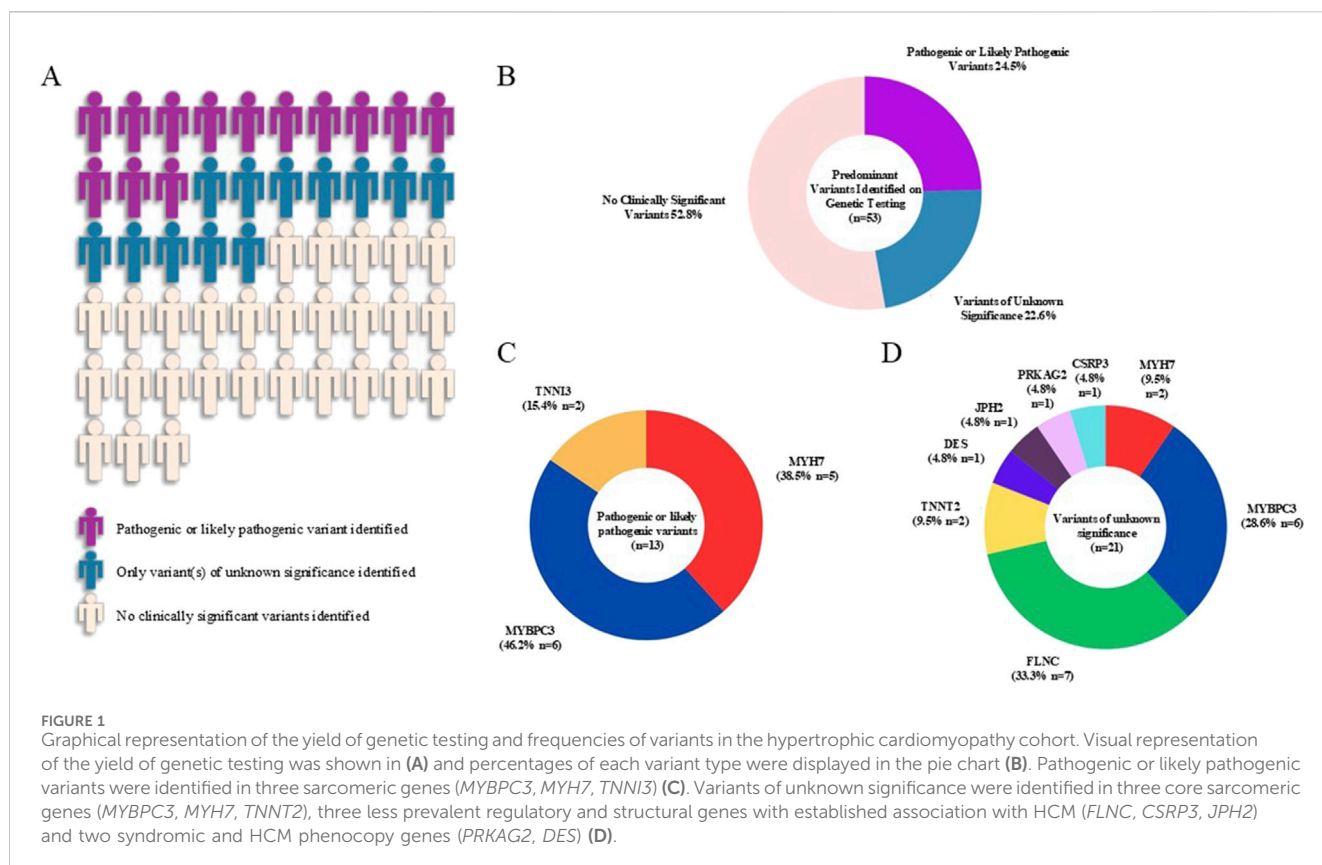 A
Pathogenic or likely pathogenic variant identified
Only variant(s) of unknown significance identified
No clinically significant variants identified
B
Pathogenic or Likely Pathogenic
Variants 24.5%
Predominant
Variants Identified on
Genetic Testing
(n=53)
No Clinically Significant
Variants 52.8%
Variants of Unknown
Significance 22.6%
C
TNNI3
(15.4% n=2)
MYH7
(38.5% n=5)
Pathogenic or likely
pathogenic variants
(n=13)
MYBPC3
(46.2% n=6)
D
CSRP3
(4.8%
n=1)
MYH7
(9.5%
n=2)
PRKAG2
(4.8%
n=1)
JPH2
(4.8% n=1)
DES
(4.8% n=1)
TNNT2
(9.5% n=2)
Variants of unknown
significance
(n=21)
MYBPC3
(28.6% n=6)
FLNC
(33.3% n=7)
FIGURE 1
Graphical representation of the yield of genetic testing and frequencies of variants in the hypertrophic cardiomyopathy cohort. Visual representation
of the yield of genetic testing was shown in (A) and percentages of each variant type were displayed in the pie chart (B). Pathogenic or likely pathogenic
variants were identified in three sarcomeric genes (MYBPC3, MYH7, TNNI3) (C). Variants of unknown significance were identified in three core sarcomeric
genes (MYBPC3, MYH7, TNNT2), three less prevalent regulatory and structural genes with established association with HCM (FLNC, CSRP3, JPH2)
and two syndromic and HCM phenocopy genes (PRKAG2, DES) (D).